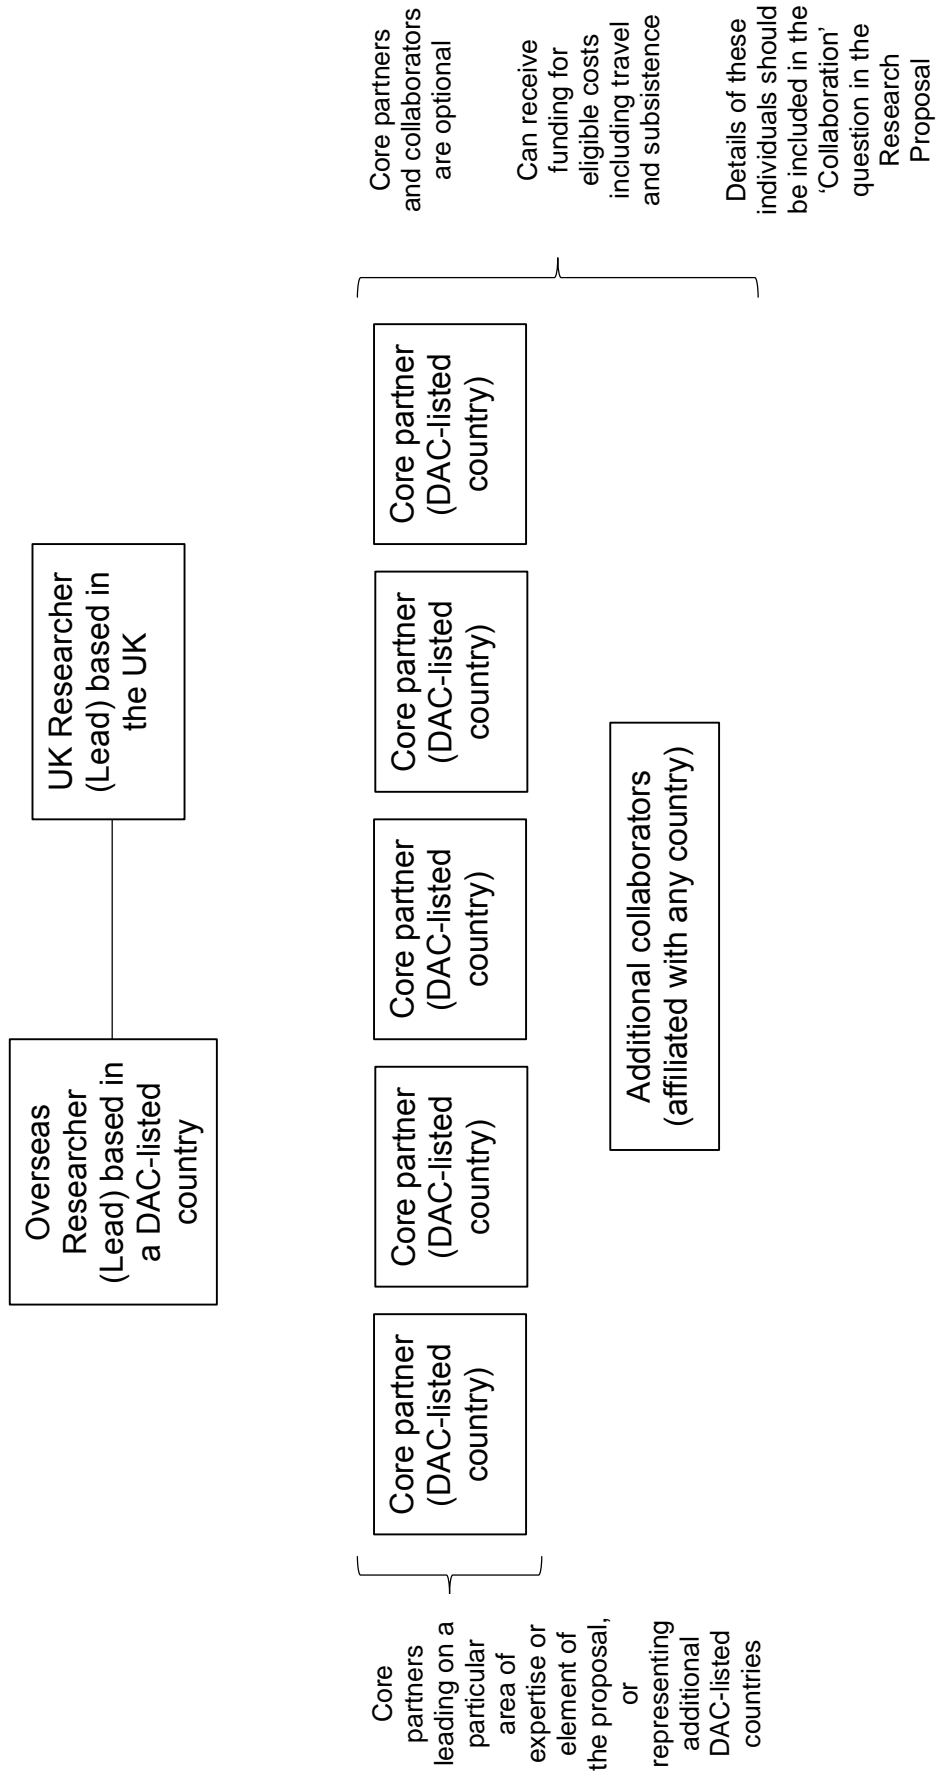 Overseas
Researcher
(Lead) based in
a DAC-listed
country
UK Researcher
(Lead) based in
the UK
Core
partners
leading on a
particular
area of
expertise or
element of
the proposal,
or
representing
additional
DAC-listed
countries
Core partner
(DAC-listed
country)
Core partner
(DAC-listed
country)
Core partner
(DAC-listed
country)
Core partner
(DAC-listed
country)
Core partner
(DAC-listed
country)
Additional collaborators
(affiliated with any country)
Core partners
and collaborators
are optional
Can receive
funding for
eligible costs
including travel
and subsistence
Details of these
individuals should
be included in the
‘Collaboration’
question in the
Research
Proposal